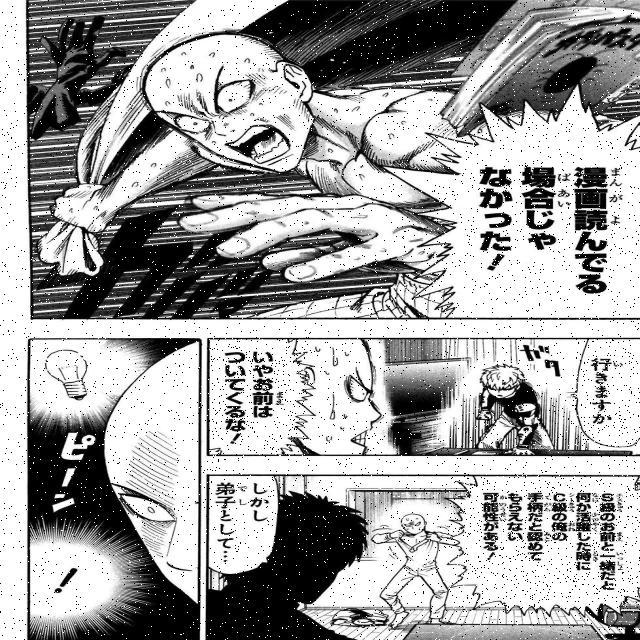 漫画読んでる
場合じゃ
なかった!
行きますか
ガタ
いやお前は
ついてくるな!
S級のお前と一緒だと
何か活躍した時に
C級の俺の
手柄だと認めて
もらえない
可能性がある!
しかし
弟子として…
ピーン
!